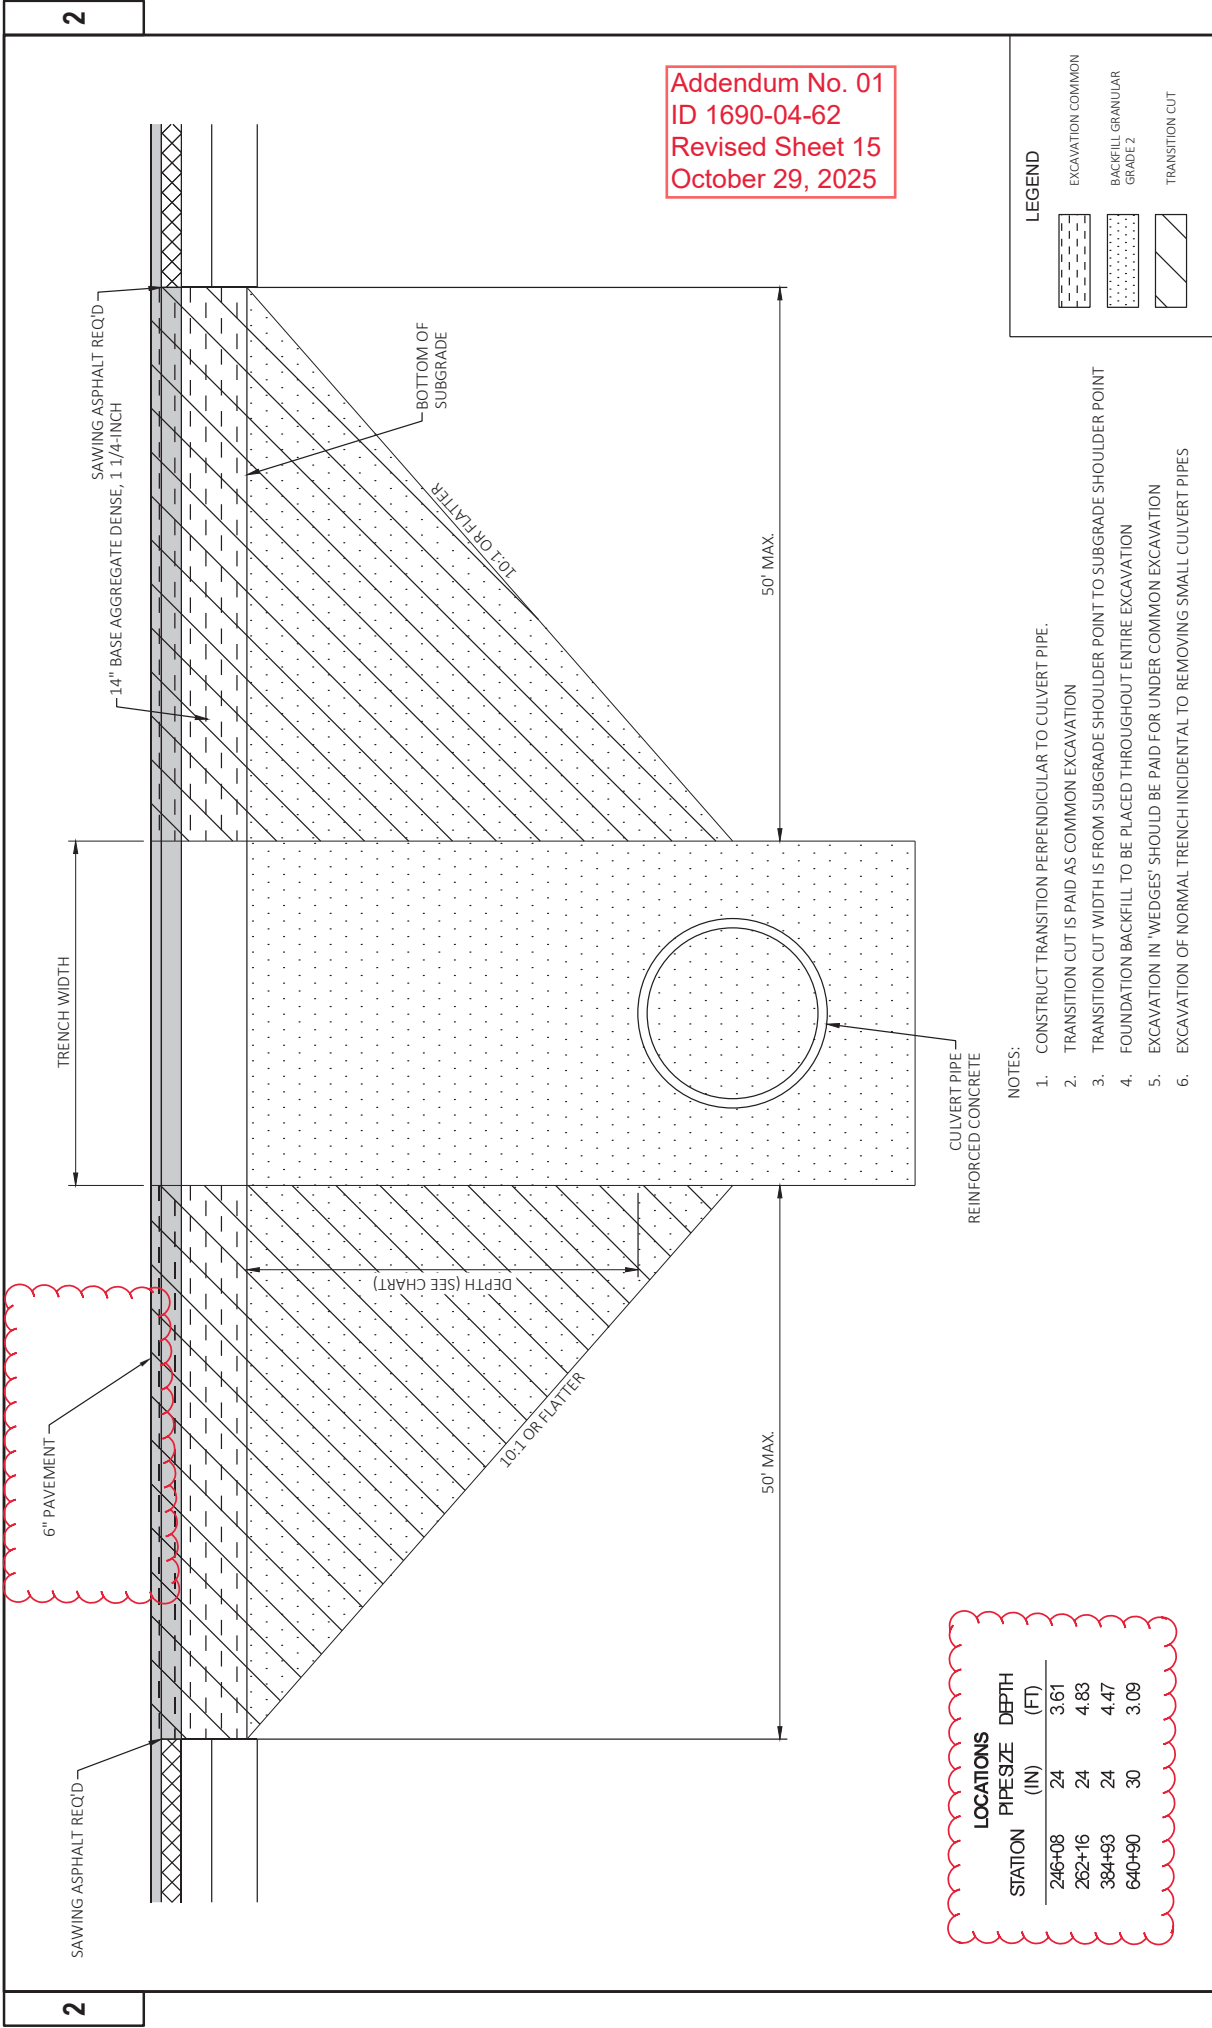 2
Addendum No. 01
ID 1690-04-62
Revised Sheet 15
October 29, 2025
SAWING ASPHALT REQ'D
6" PAVEMENT
TRENCH WIDTH
14" BASE AGGREGATE DENSE, 1 1/4-INCH
SAWING ASPHALT REQ'D
BOTTOM OF
SUBGRADE
DEPTH (SEE CHART)
10:1 OR FLATTER
10:1 OR FLATTER
50' MAX.
50' MAX.
CULVERT PIPE
REINFORCED CONCRETE
LOCATIONS
STATION PIPE SIZE DEPTH
(IN) (FT)
246+08 24 3.61
262+16 24 4.83
384+93 24 4.47
640+90 30 3.09
NOTES:
1. CONSTRUCT TRANSITION PERPENDICULAR TO CULVERT PIPE.
2. TRANSITION CUT IS PAID AS COMMON EXCAVATION
3. TRANSITION CUT WIDTH IS FROM SUBGRADE SHOULDER POINT TO SUBGRADE SHOULDER POINT
4. FOUNDATION BACKFILL TO BE PLACED THROUGHOUT ENTIRE EXCAVATION
5. EXCAVATION IN 'WEDGES' SHOULD BE PAID FOR UNDER COMMON EXCAVATION
6. EXCAVATION OF NORMAL TRENCH INCIDENTAL TO REMOVING SMALL CULVERT PIPES
LEGEND
EXCAVATION COMMON
BACKFILL GRANULAR
GRADE 2
TRANSITION CUT
2